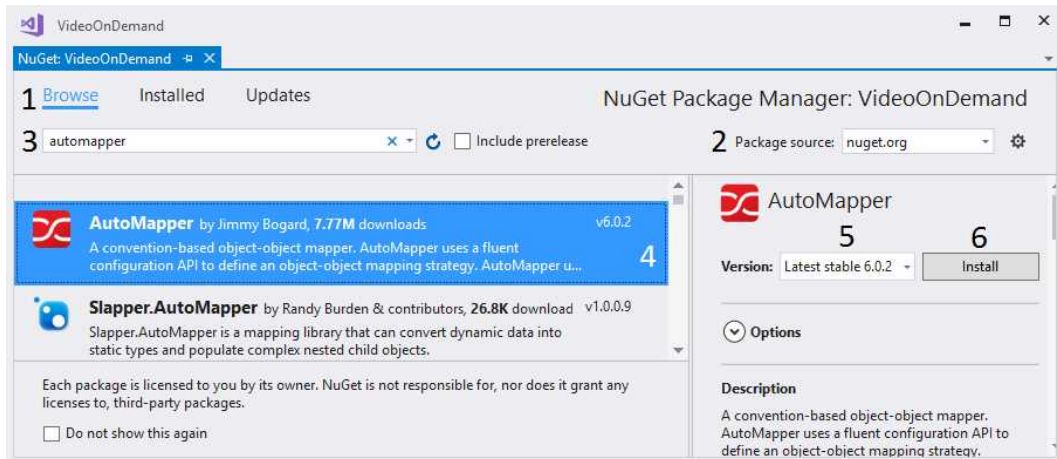 VideoOnDemand
NuGet: VideoOnDemand
1 Browse Installed Updates
NuGet Package Manager: VideoOnDemand
3 automapper
Include prerelease
2 Package source: nuget.org
AutoMapper by Jimmy Bogard, 7.77M downloads v6.0.2
A convention-based object-object mapper. AutoMapper uses a fluent
configuration API to define an object-object mapping strategy. AutoMapper u...
4
Slapper.AutoMapper by Randy Burden & contributors, 26.8K download v1.0.0.9
Slapper.AutoMapper is a mapping library that can convert dynamic data into
static types and populate complex nested child objects.
Each package is licensed to you by its owner. NuGet is not responsible for, nor does it grant any
licenses to, third-party packages.
Do not show this again
AutoMapper
5 6
Version: Latest stable 6.0.2 Install
Options
Description
A convention-based object-object mapper.
AutoMapper uses a fluent configuration API to
define an object-object mapping strategy.